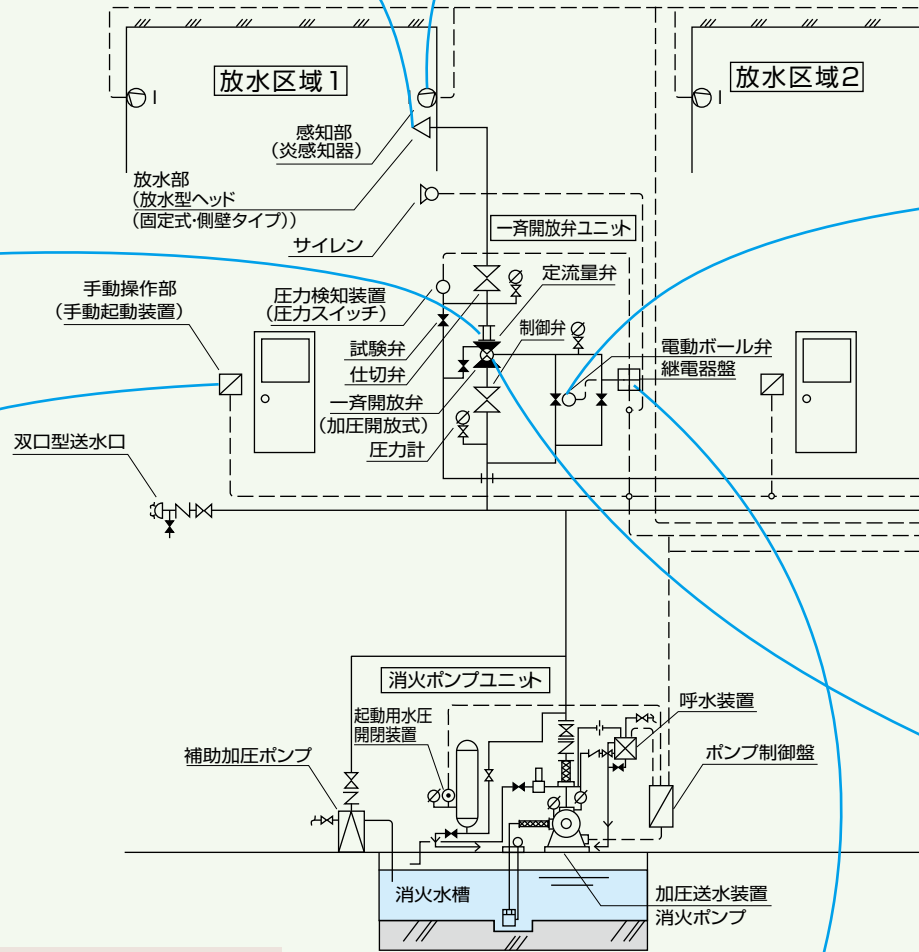 放水区域1
放水区域2
感知部
（炎感知器）
放水部
（放水型ヘッド
（固定式・側壁タイプ））
サイレン
一斉開放弁ユニット
手動操作部
（手動起動装置）
圧力検知装置
（圧力スイッチ）
定流量弁
制御弁
試験弁
仕切弁
電動ボール弁
継電器盤
一斉開放弁
（加圧開放式）
圧力計
双口型送水口
消火ポンプユニット
起動用水圧
開閉装置
呼水装置
補助加圧ポンプ
ポンプ制御盤
消火水槽
加圧送水装置
消火ポンプ